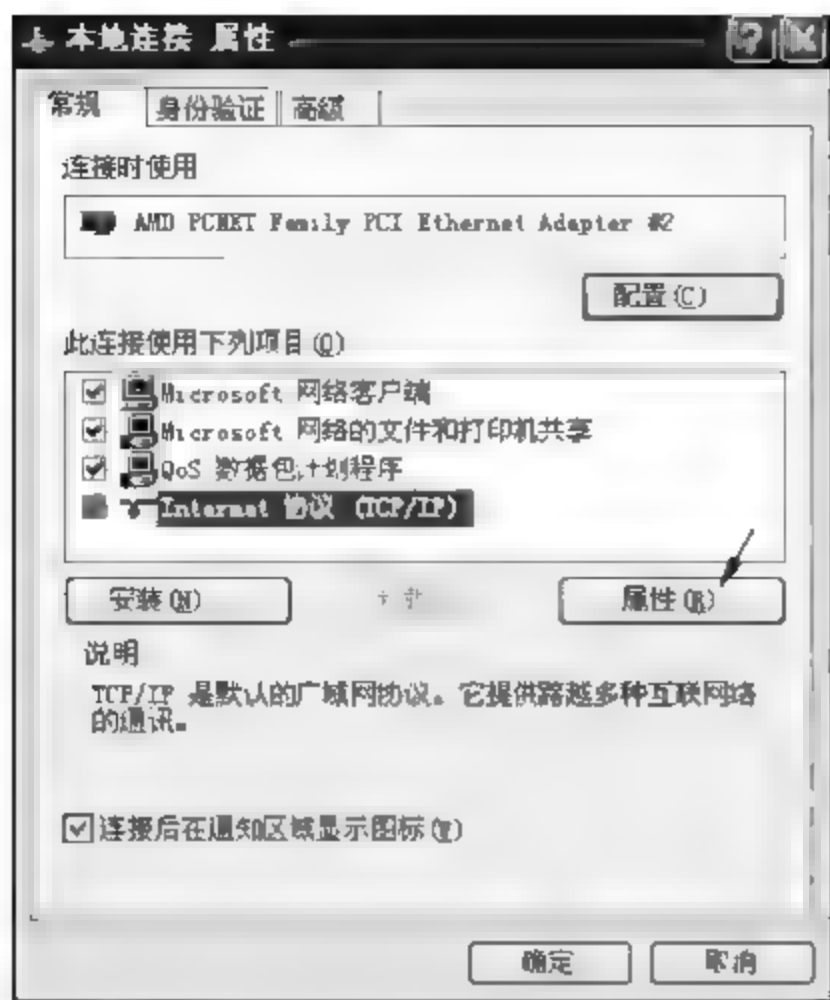 本地连接 属性
常规 身份验证 高级
连接时使用
AMD PCNET Family PCI Ethernet Adapter #2
配置(C)
此连接使用下列项目(O)
Microsoft 网络客户端
Microsoft 网络的文件和打印机共享
QoS 数据包计划程序
Internet 协议 (TCP/IP)
安装(N) 属性(R)
说明
TCP/IP 是默认的广域网协议。它提供跨越多种互联网络
的通讯。
连接后在通知区域显示图标(W)
确定 取消